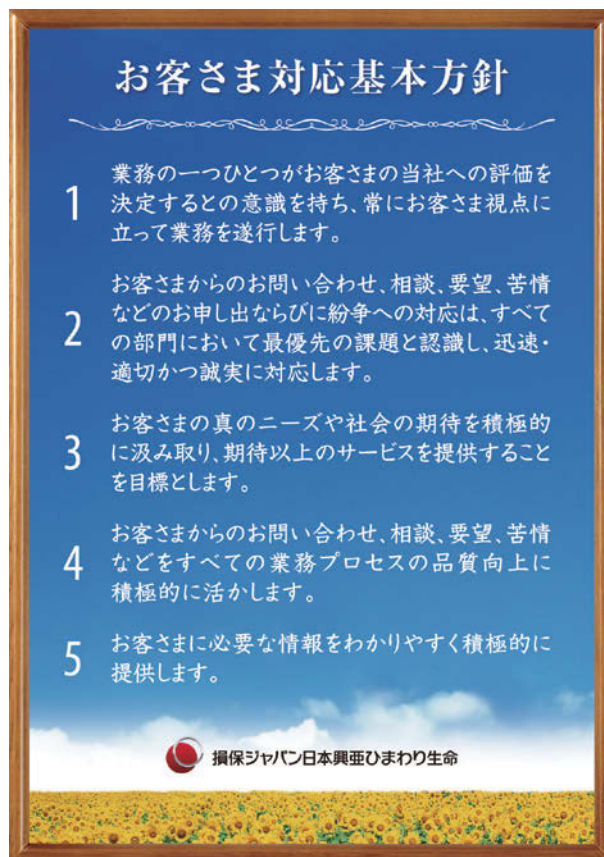 お客さま対応基本方針
1
業務の一つひとつがお客さまの当社への評価を
決定するとの意識を持ち、常にお客さま視点に
立って業務を遂行します。
2
お客さまからのお問い合わせ、相談、要望、苦情
などのお申し出ならびに紛争への対応は、すべて
の部門において最優先の課題と認識し、迅速・
適切かつ誠実に対応します。
3
お客さまの真のニーズや社会の期待を積極的
に汲み取り、期待以上のサービスを提供すること
を目標とします。
4
お客さまからのお問い合わせ、相談、要望、苦情
などをすべての業務プロセスの品質向上に
積極的に活かします。
5
お客さまに必要な情報をわかりやすく積極的に
提供します。
損保ジャパン日本興亜ひまわり生命